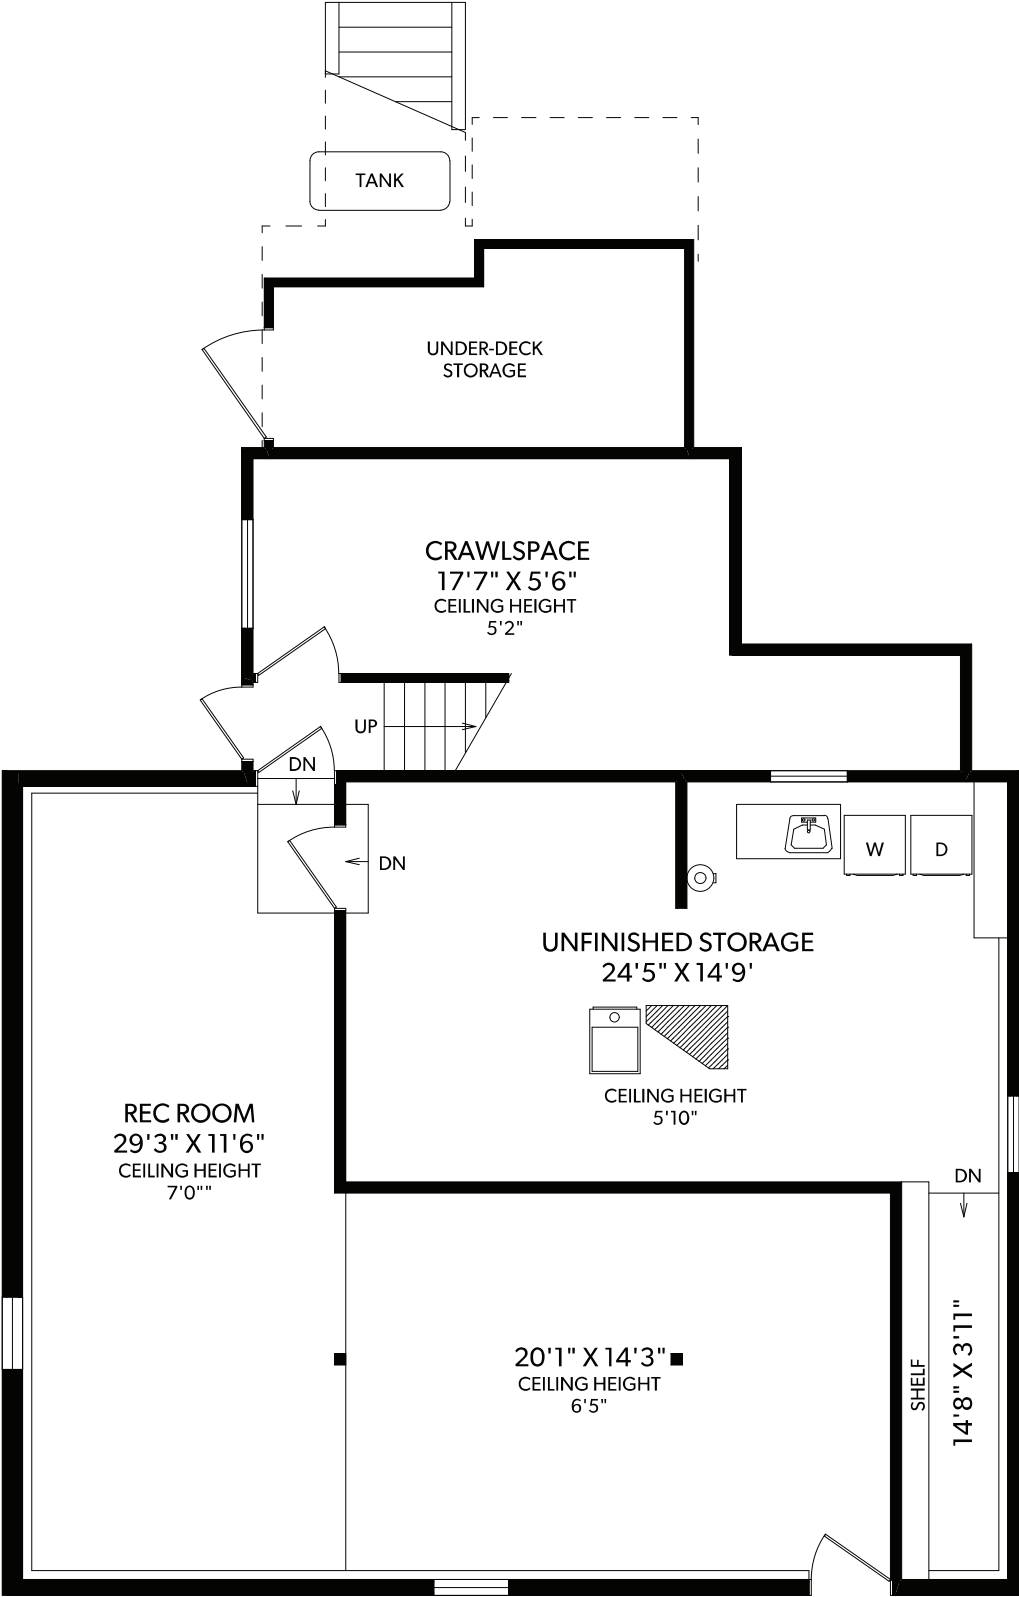 TANK
UNDER-DECK
STORAGE
CRAWLSPACE
17'7" X 5'6"
CEILING HEIGHT
5'2"
UP
DN
DN
W
D
UNFINISHED STORAGE
24'5" X 14'9'
CEILING HEIGHT
5'10"
REC ROOM
29'3" X 11'6"
CEILING HEIGHT
7'0""
DN
20'1" X 14'3"
CEILING HEIGHT
6'5"
SHELF
14'8" X 3'11"